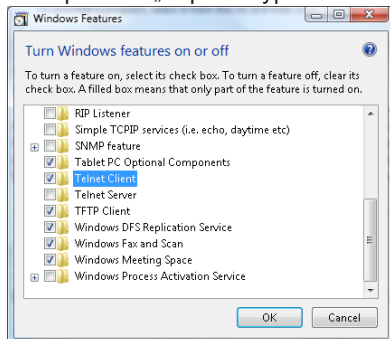 Windows Features
Turn Windows features on or off
To turn a feature on, select its check box. To turn a feature off, clear its
check box. A filled box means that only part of the feature is turned on.
RIP Listener
Simple TCPIP services (i.e. echo, daytime etc)
SNMP feature
Tablet PC Optional Components
Telnet Client
Telnet Server
TFTP Client
Windows DFS Replication Service
Windows Fax and Scan
Windows Meeting Space
Windows Process Activation Service
OK Cancel